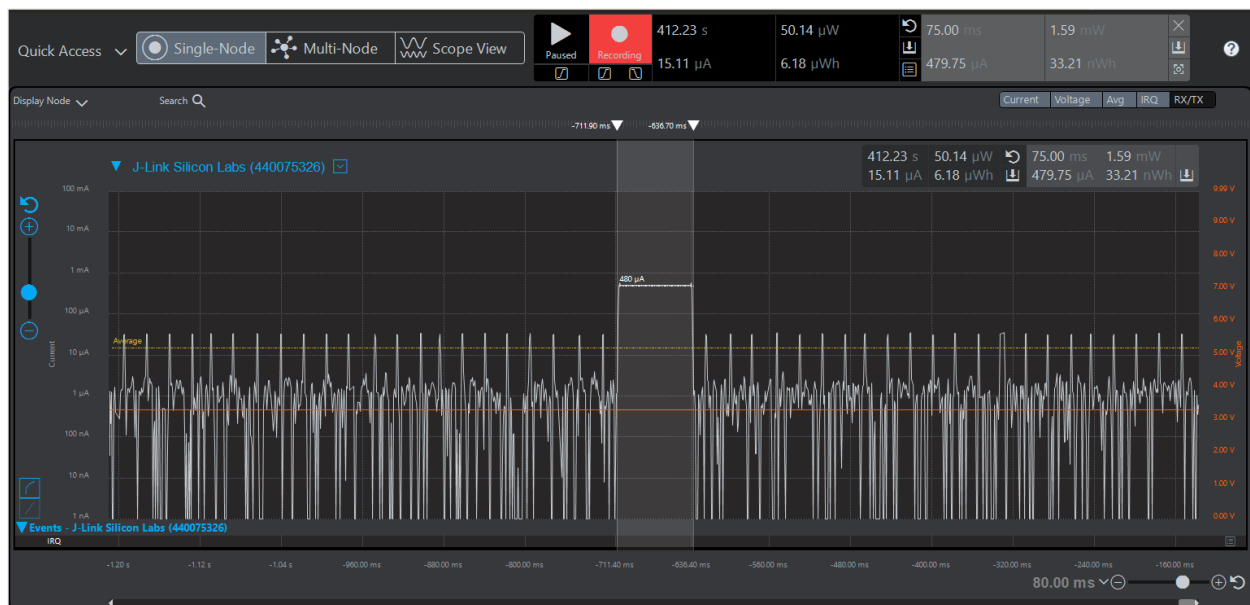 Quick Access
Single-Node
Multi-Node
Scope View
Paused
Recording
412.23 s
50.14 µW
15.11 µA
6.18 µWh
75.00 ms
1.59 mW
479.75 µA
33.21 nWh
?
Display Node
Search
Current
Voltage
Avg
IRQ
RX/TX
-711.90 ms
-636.70 ms
J-Link Silicon Labs (440075326)
412.23 s 50.14 µW 75.00 ms 1.59 mW
15.11 µA 6.18 µWh 479.75 µA 33.21 nWh
100 mA
10 mA
1 mA
100 µA
10 µA
1 µA
100 nA
10 nA
1 nA
Current
480 µA
Average
9.99 V
9.00 V
8.00 V
7.00 V
6.00 V
5.00 V
4.00 V
3.00 V
2.00 V
1.00 V
0.00 V
Voltage
Events - J-Link Silicon Labs (440075326)
IRQ
-1.20 s
-1.12 s
-1.04 s
-960.00 ms
-880.00 ms
-800.00 ms
-711.40 ms
-636.40 ms
-560.00 ms
-480.00 ms
-400.00 ms
-320.00 ms
-240.00 ms
-160.00 ms
80.00 ms